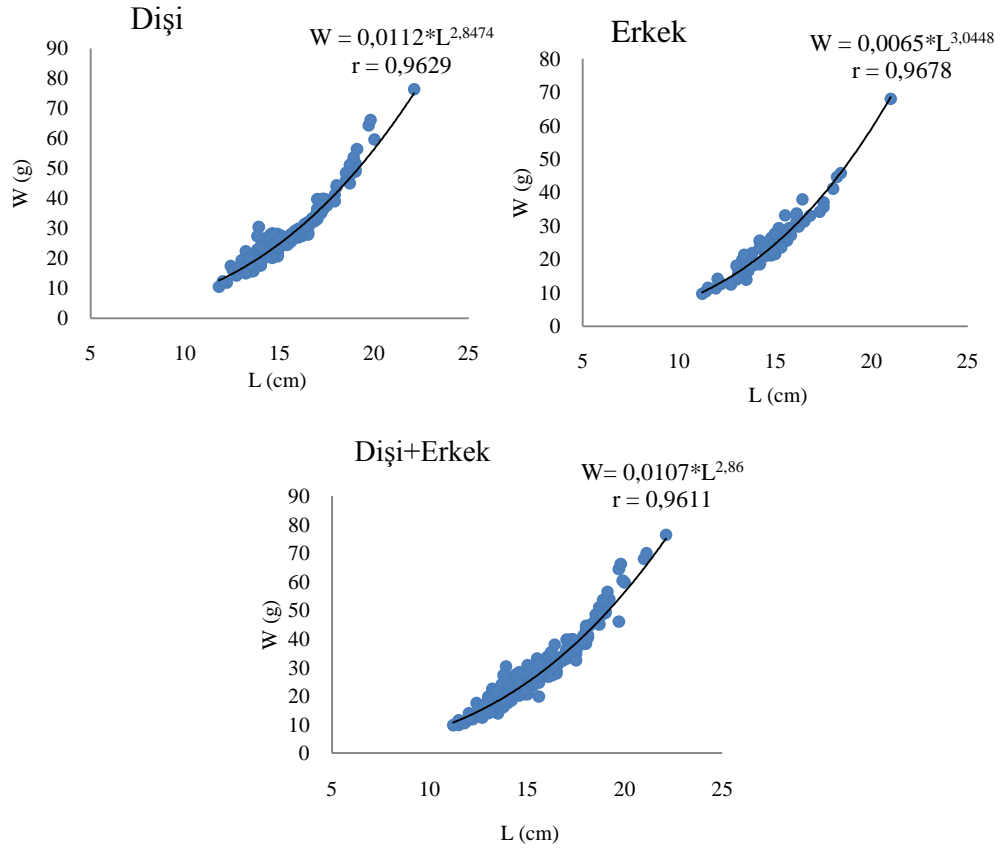 Dişi
W = 0,0112*L2,8474
r = 0,9629
90
80
70
60
50
40
30
20
10
0
W (g)
5 10 15 20 25
L (cm)
Erkek
W = 0,0065*L3,0448
r = 0,9678
80
70
60
50
40
30
20
10
0
W (g)
5 10 15 20 25
L (cm)
Dişi+Erkek
W= 0,0107*L2,86
r = 0,9611
90
80
70
60
50
40
30
20
10
0
W (g)
5 10 15 20 25
L (cm)